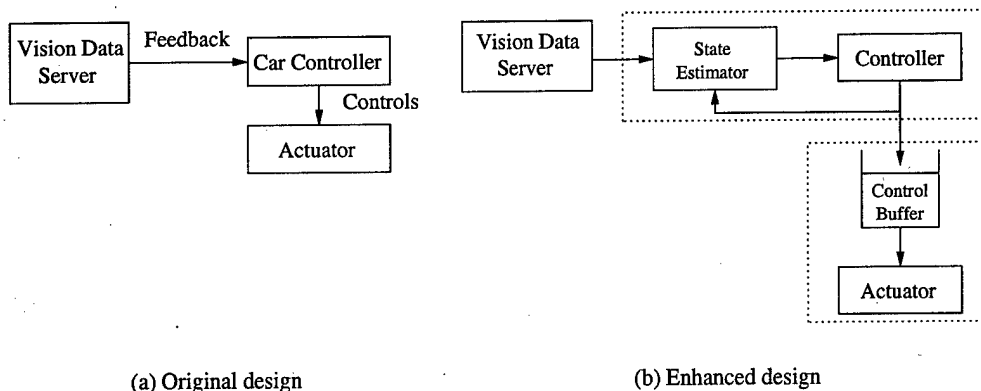 Vision Data
Server
Feedback
Car Controller
Controls
Actuator
(a) Original design
Vision Data
Server
State
Estimator
Controller
Control
Buffer
Actuator
(b) Enhanced design